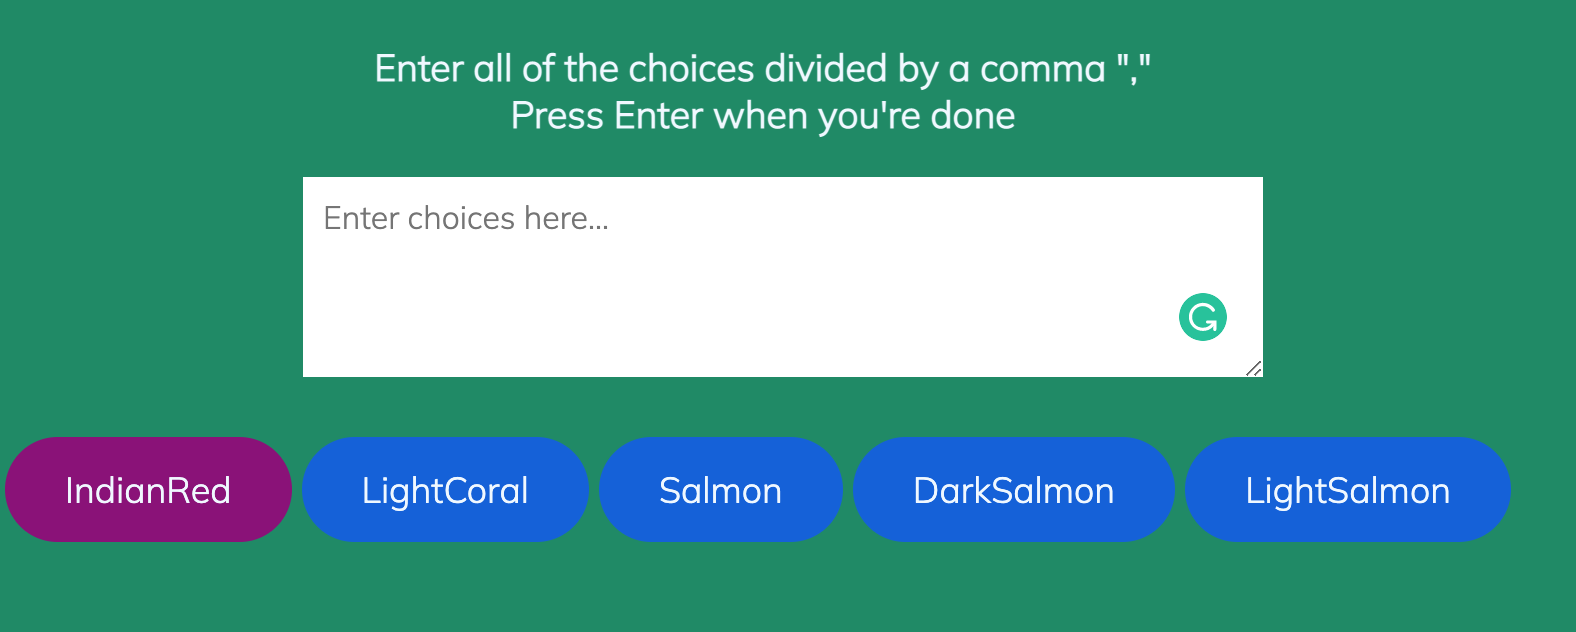 Enter all of the choices divided by a comma ","
Press Enter when you're done
Enter choices here...
IndianRed LightCoral Salmon DarkSalmon LightSalmon